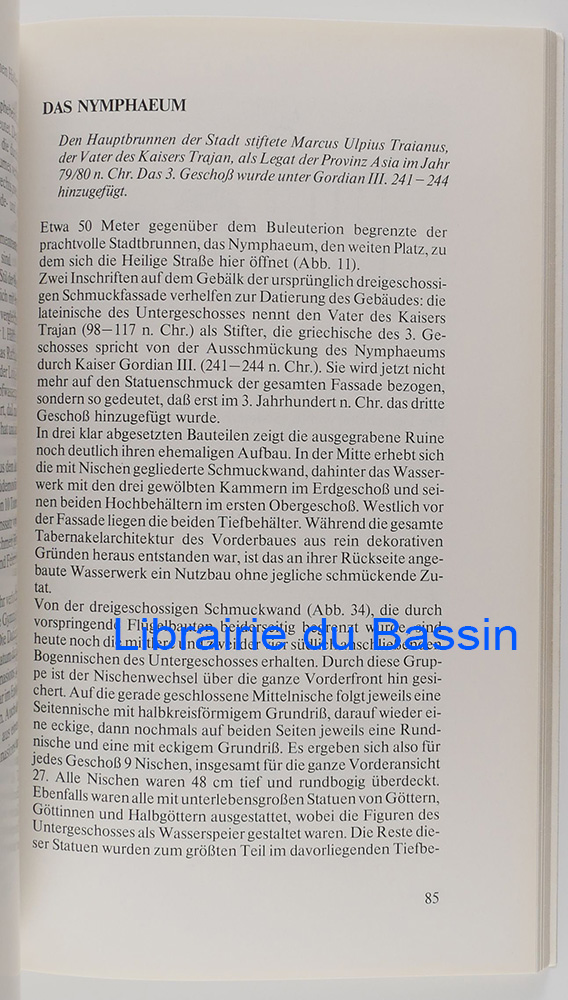 DAS NYMPHAEUM
Den Hauptbrunnen der Stadt stiftete Marcus Ulpius Traianus,
der Vater des Kaisers Trajan, als Legat der Provinz Asia im Jahr
79/80 n. Chr. Das 3. Geschoß wurde unter Gordian III. 241–244
hinzugefügt.
Etwa 50 Meter gegenüber dem Buleuterion begrenzte der
prachtvolle Stadtbrunnen, das Nymphaeum, den weiten Platz, zu
dem sich die Heilige Straße hier öffnet (Abb. 11).
Zwei Inschriften auf dem Gebälk der ursprünglich dreigeschossi-
gen Schmuckfassade verhelfen zur Datierung des Gebäudes: die
lateinische des Untergeschosses nennt den Vater des Kaisers
Trajan (98–117 n. Chr.) als Stifter, die griechische des 3. Ge-
schosses spricht von der Ausschmückung des Nymphaeums
durch Kaiser Gordian III. (241–244 n. Chr.). Sie wird jetzt nicht
mehr auf den Statuenschmuck der gesamten Fassade bezogen,
sondern so gedeutet, daß erst im 3. Jahrhundert n. Chr. das dritte
Geschoß hinzugefügt wurde.
In drei klar abgesetzten Bauteilen zeigt die ausgegrabene Ruine
noch deutlich ihren ehemaligen Aufbau. In der Mitte erhebt sich
die mit Nischen gegliederte Schmuckwand, dahinter das Wasser-
werk mit den drei gewölbten Kammern im Erdgeschoß und sei-
nen beiden Hochbehältern im ersten Obergeschoß. Westlich vor
der Fassade liegen die beiden Tiefbehälter. Während die gesamte
Tabernakelarchitektur des Vorderbaues aus rein dekorativen
Gründen heraus entstanden war, ist das an ihrer Rückseite ange-
baute Wasserwerk ein Nutzbau ohne jegliche schmückende Zu-
tat.
Von der dreigeschossigen Schmuckwand (Abb. 34), die durch
vorspringende Flügelbauten beiderseitig begrenzt wurde, sind
heute noch die mittlere und zwei der vier südlich anschließenden
Bogennischen des Untergeschosses erhalten. Durch diese Grup-
pe ist der Nischenwechsel über die ganze Vorderfront hin gesi-
chert. Auf die gerade geschlossene Mittelnische folgt jeweils eine
Seitennische mit halbkreisförmigem Grundriß, darauf wieder ei-
ne eckige, dann nochmals auf beiden Seiten jeweils eine Rund-
nische und eine mit eckigem Grundriß. Es ergeben sich also für
jedes Geschoß 9 Nischen, insgesamt für die ganze Vorderansicht
27. Alle Nischen waren 48 cm tief und rundbogig überdeckt.
Ebenfalls waren alle mit unterlebensgroßen Statuen von Göttern,
Göttinnen und Halbgöttern ausgestattet, wobei die Figuren des
Untergeschosses als Wasserspeier gestaltet waren. Die Reste die-
ser Statuen wurden zum größten Teil im davorliegenden Tiefbe-
85
Librairie du Bassin